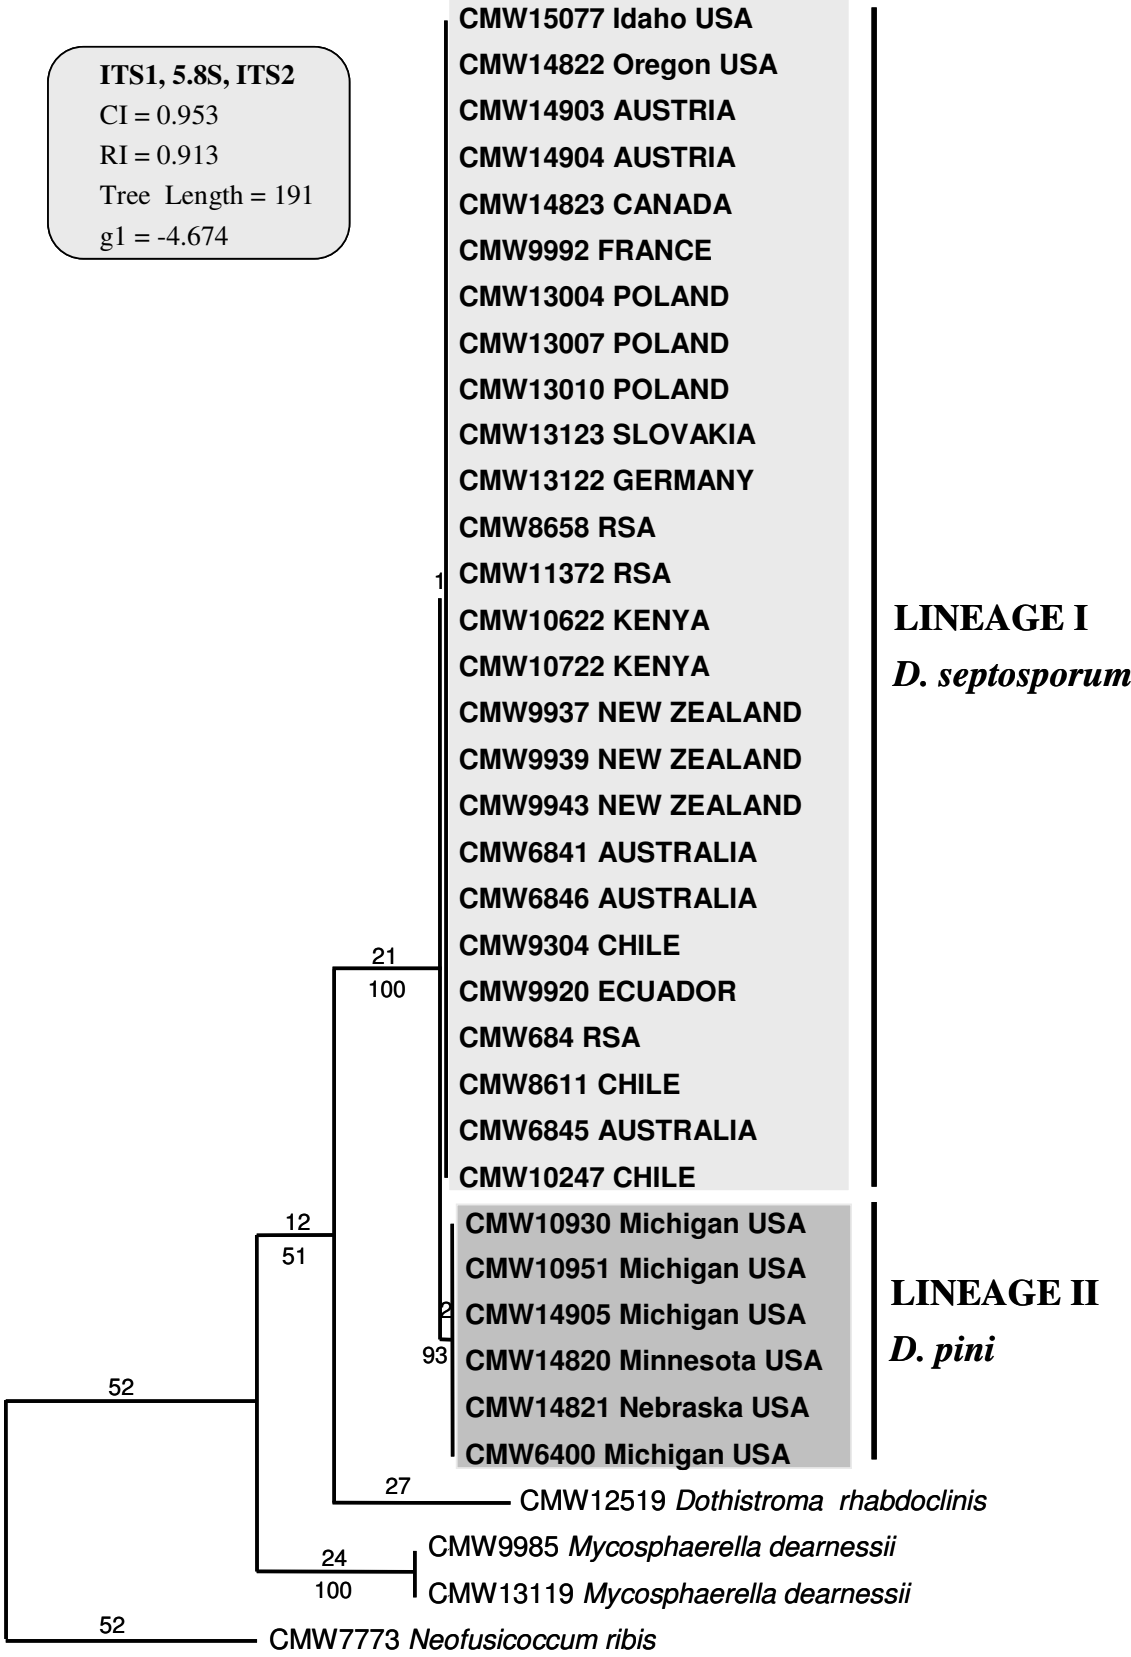 ITS1, 5.8S, ITS2
CI = 0.953
RI = 0.913
Tree Length = 191
g1 = -4.674
CMW15077 Idaho USA
CMW14822 Oregon USA
CMW14903 AUSTRIA
CMW14904 AUSTRIA
CMW14823 CANADA
CMW9992 FRANCE
CMW13004 POLAND
CMW13007 POLAND
CMW13010 POLAND
CMW13123 SLOVAKIA
CMW13122 GERMANY
CMW8658 RSA
CMW11372 RSA
1
CMW10622 KENYA
CMW10722 KENYA
CMW9937 NEW ZEALAND
CMW9939 NEW ZEALAND
CMW9943 NEW ZEALAND
CMW6841 AUSTRALIA
CMW6846 AUSTRALIA
CMW9304 CHILE
CMW9920 ECUADOR
CMW684 RSA
CMW8611 CHILE
CMW6845 AUSTRALIA
CMW10247 CHILE
LINEAGE I
D. septosporum
21
100
12
51
CMW10930 Michigan USA
CMW10951 Michigan USA
CMW14905 Michigan USA
CMW14820 Minnesota USA
CMW14821 Nebraska USA
CMW6400 Michigan USA
LINEAGE II
D. pini
2
93
52
27
CMW12519 Dothistroma rhabdoclinis
CMW9985 Mycosphaerella dearnessii
24
100
CMW13119 Mycosphaerella dearnessii
52
CMW7773 Neofusicoccum ribis